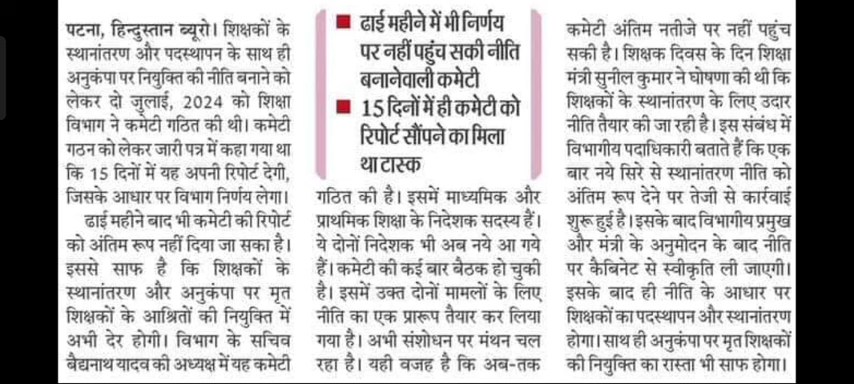 पटना, हिन्दुस्तान ब्यूरो। शिक्षकों के
स्थानांतरण और पदस्थापन के साथ ही
अनुकंपा पर नियुक्ति की नीति बनाने को
लेकर दो जुलाई, 2024 को शिक्षा
विभाग ने कमेटी गठित की थी। कमेटी
गठन को लेकर जारी पत्र में कहा गया था
कि 15 दिनों में यह अपनी रिपोर्ट देगी,
जिसके आधार पर विभाग निर्णय लेगा।
ढाई महीने बाद भी कमेटी की रिपोर्ट
को अंतिम रूप नहीं दिया जा सका है।
इससे साफ है कि शिक्षकों के
स्थानांतरण और अनुकंपा पर मृत
शिक्षकों के आश्रितों की नियुक्ति में
अभी देर होगी। विभाग के सचिव
बैद्यनाथ यादव की अध्यक्ष में यह कमेटी
ढाई महीने में भी निर्णय
पर नहीं पहुंच सकी नीति
बनानेवाली कमेटी
15 दिनों में ही कमेटी को
रिपोर्ट सौंपने का मिला
था टास्क
गठित की है। इसमें माध्यमिक और
प्राथमिक शिक्षा के निदेशक सदस्य हैं।
ये दोनों निदेशक भी अब नये आ गये
हैं। कमेटी की कई बार बैठक हो चुकी
है। इसमें उक्त दोनों मामलों के लिए
नीति का एक प्रारूप तैयार कर लिया
गया है। अभी संशोधन पर मंथन चल
रहा है। यही वजह है कि अब-तक
कमेटी अंतिम नतीजे पर नहीं पहुंच
सकी है। शिक्षक दिवस के दिन शिक्षा
मंत्री सुनील कुमार ने घोषणा की थी कि
शिक्षकों के स्थानांतरण के लिए उदार
नीति तैयार की जा रही है। इस संबंध में
विभागीय पदाधिकारी बताते हैं कि एक
बार नये सिरे से स्थानांतरण नीति को
अंतिम रूप देने पर तेजी से कार्रवाई
शुरू हुई है। इसके बाद विभागीय प्रमुख
और मंत्री के अनुमोदन के बाद नीति
पर कैबिनेट से स्वीकृति ली जाएगी।
इसके बाद ही नीति के आधार पर
शिक्षकों का पदस्थापन और स्थानांतरण
होगा। साथ ही अनुकंपा पर मृत शिक्षकों
की नियुक्ति का रास्ता भी साफ होगा।